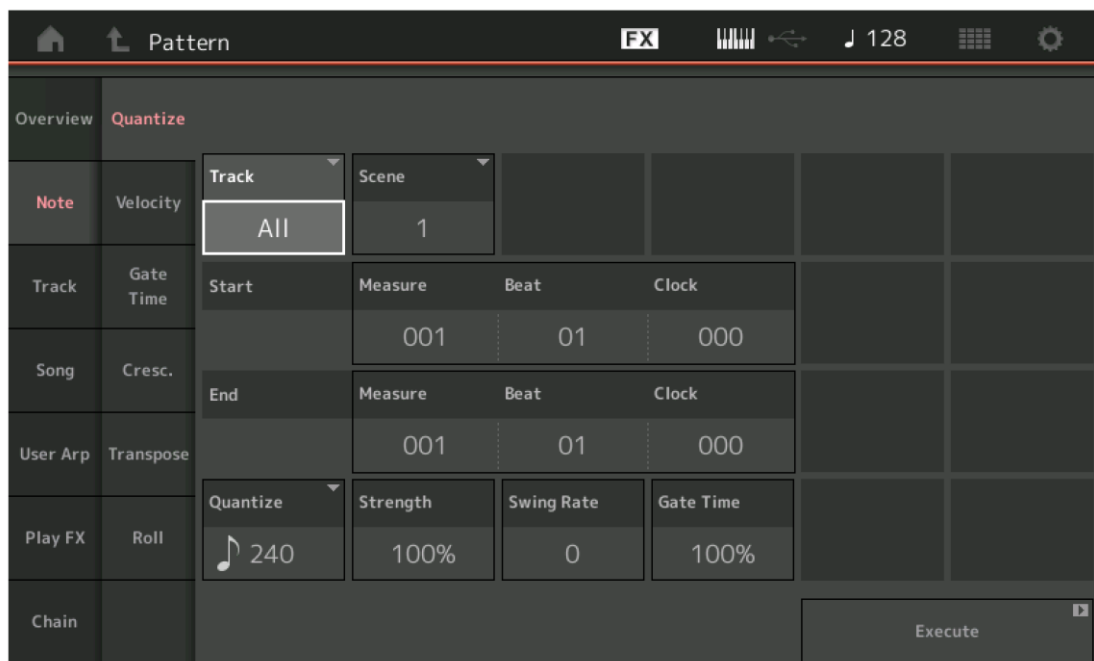 Pattern FX 128
Overview Quantize
Track Scene
Note Velocity
All 1
Track Gate Time Start Measure Beat Clock
001 01 000
Song Cresc.
End Measure Beat Clock
User Arp Transpose 001 01 000
Quantize Strength Swing Rate Gate Time
Play FX Roll 240 100% 0 100%
Chain Execute